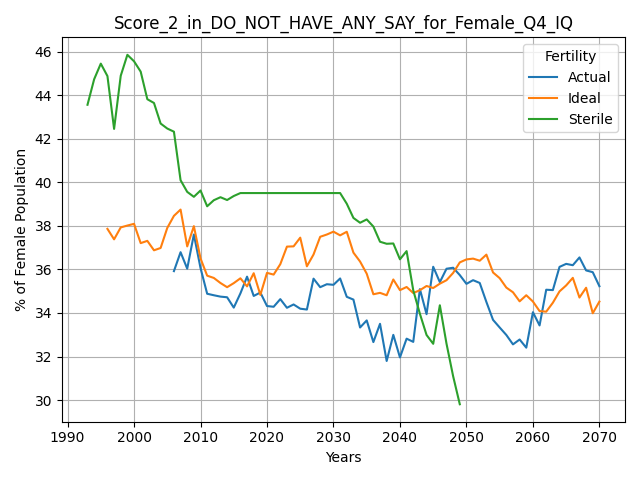 Score_2_in_DO_NOT_HAVE_ANY_SAY_for_Female_Q4_IQ
Fertility
Actual
Ideal
Sterile
% of Female Population
46
44
42
40
38
36
34
32
30
1990 2000 2010 2020 2030 2040 2050 2060 2070
Years